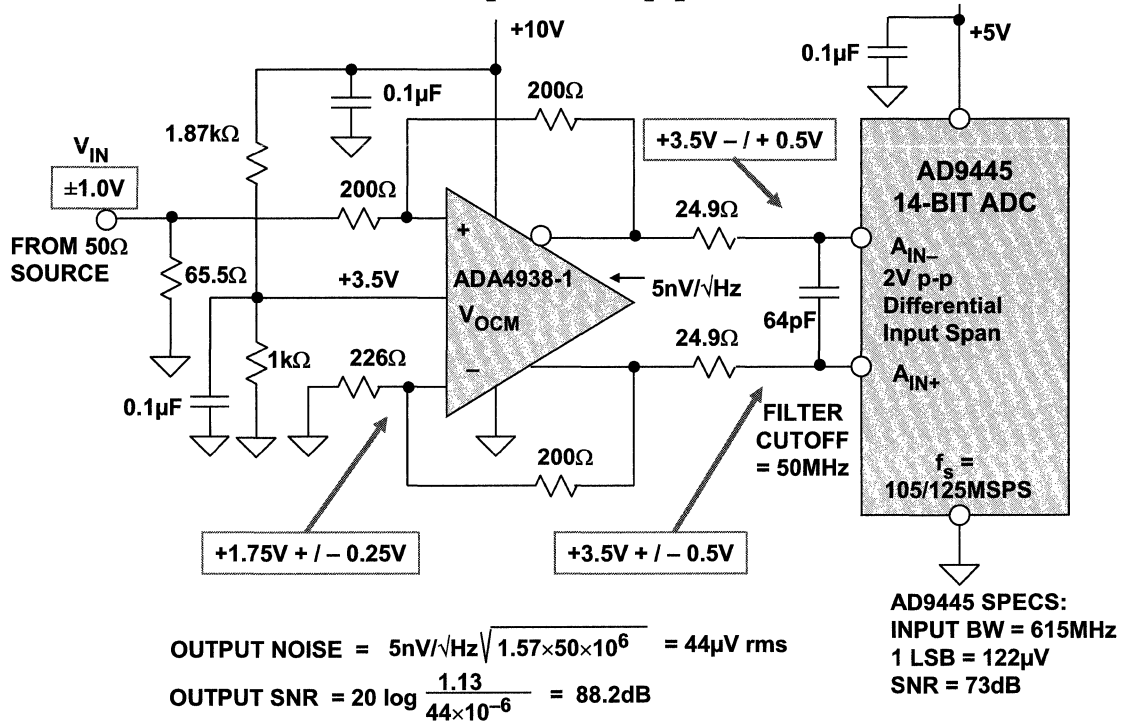 +10V
+5V
0.1µF
0.1µF
200Ω
1.87kΩ
+3.5V – / + 0.5V
V_IN
±1.0V
200Ω
24.9Ω
AD9445
14-BIT ADC
FROM 50Ω
SOURCE
65.5Ω
+
+3.5V
ADA4938-1
V_OCM
5nV/√Hz
A_IN–
2V p-p
Differential
Input Span
64pF
1kΩ
226Ω
–
24.9Ω
A_IN+
0.1µF
FILTER
CUTOFF
= 50MHz
200Ω
f_s =
105/125MSPS
+1.75V + / – 0.25V
+3.5V + / – 0.5V
AD9445 SPECS:
INPUT BW = 615MHz
1 LSB = 122µV
SNR = 73dB
OUTPUT NOISE = 5nV/√Hz √1.57×50×10⁶ = 44µV rms
OUTPUT SNR = 20 log 1.13 / 44×10⁻⁶ = 88.2dB